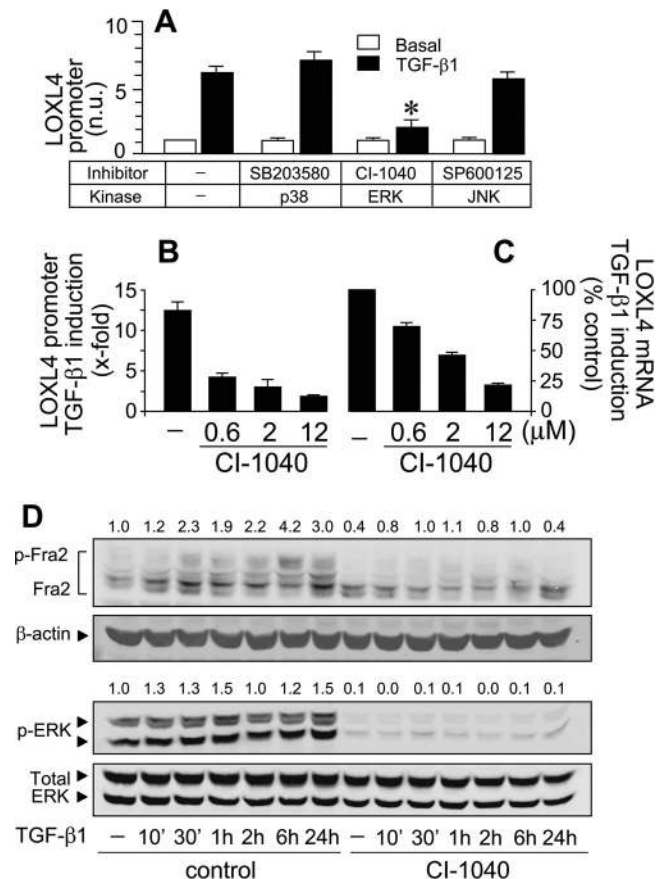 A
LOXL4
promoter
(n.u.)
10
5
0
Basal
TGF-β1
*
Inhibitor – SB203580 CI-1040 SP600125
Kinase – p38 ERK JNK
B
LOXL4 promoter
TGF-β1 induction
(x-fold)
15
10
5
0
– 0.6 2 12
CI-1040
C
LOXL4 mRNA
TGF-β1 induction
(% control)
100
75
50
25
0
– 0.6 2 12 (μM)
CI-1040
D
1.0 1.2 2.3 1.9 2.2 4.2 3.0 0.4 0.8 1.0 1.1 0.8 1.0 0.4
p-Fra2
Fra2
β-actin
1.0 1.3 1.3 1.5 1.0 1.2 1.5 0.1 0.0 0.1 0.1 0.0 0.1 0.1
p-ERK
Total
ERK
TGF-β1 – 10' 30' 1h 2h 6h 24h – 10' 30' 1h 2h 6h 24h
control CI-1040